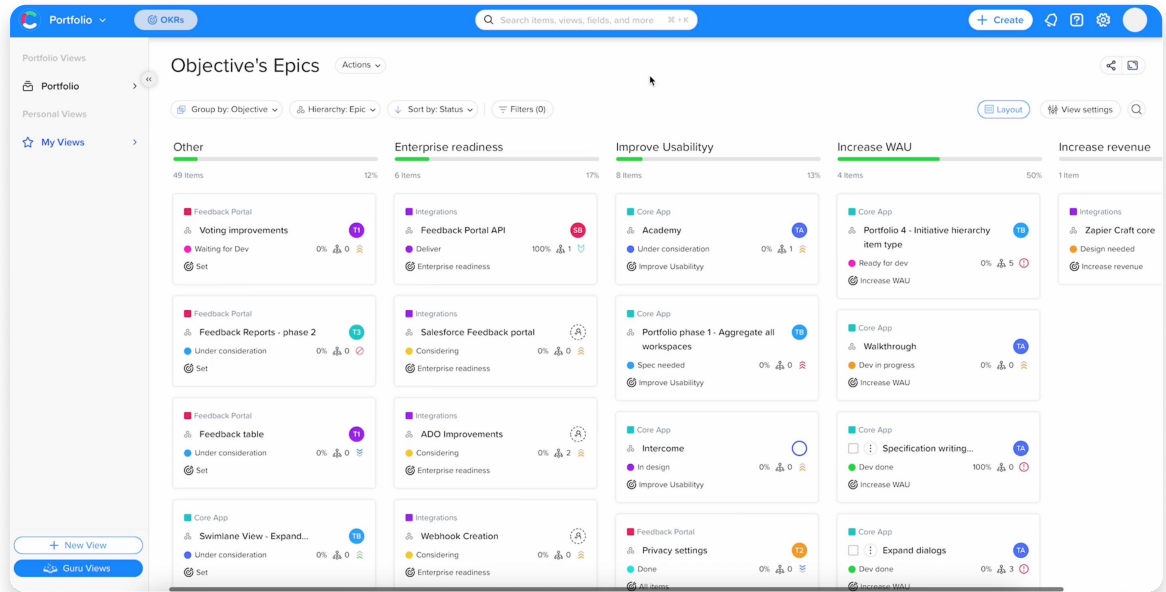 Portfolio
OKRs
Search items, views, fields, and more ⌘ + K
+ Create
Portfolio Views
Portfolio
Personal Views
My Views
+ New View
Guru Views
Objective's Epics
Actions
Group by: Objective
Hierarchy: Epic
Sort by: Status
Filters (0)
Layout
View settings
Other
49 Items 12%
Feedback Portal
Voting improvements T1
Waiting for Dev 0% 0
Set
Feedback Portal
Feedback Reports - phase 2 T3
Under consideration 0% 0
Set
Feedback Portal
Feedback table T1
Under consideration 0% 0
Set
Core App
Swimlane View - Expand... TB
Under consideration 0% 0
Set
Enterprise readiness
6 Items 17%
Integrations
Feedback Portal API SB
Deliver 100% 1
Enterprise readiness
Integrations
Salesforce Feedback portal
Considering 0% 0
Enterprise readiness
Integrations
ADO Improvements
Considering 0% 2
Enterprise readiness
Integrations
Webhook Creation
Considering 0% 0
Enterprise readiness
Improve Usabilityy
8 Items 13%
Core App
Academy TA
Under consideration 0% 1
Improve Usabilityy
Core App
Portfolio phase 1 - Aggregate all TB
workspaces
Spec needed 0% 0
Improve Usabilityy
Core App
Intercome
In design 0% 0
Improve Usabilityy
Feedback Portal
Privacy settings T2
Done 0% 0
All items
Increase WAU
4 Items 50%
Core App
Portfolio 4 - Initiative hierarchy TB
item type
Ready for dev 0% 5
Increase WAU
Core App
Walkthrough TA
Dev in progress 0% 0
Increase WAU
Core App
Specification writing... TA
Dev done 100% 0
Increase WAU
Core App
Expand dialogs TA
Dev done 0% 3
Increase WAU
Increase revenue
1 Item
Integrations
Zapier Craft core
Design needed
Increase revenue